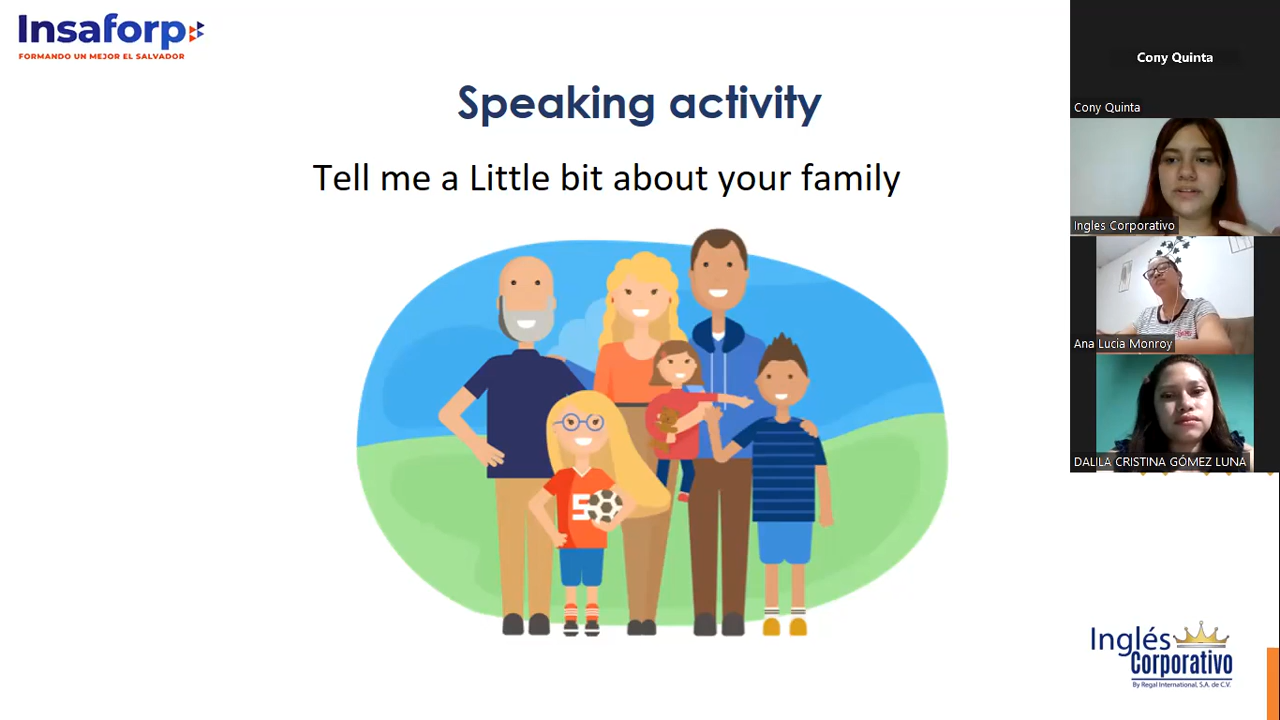 Insaforp
FORMANDO UN MEJOR EL SALVADOR
Speaking activity
Tell me a Little bit about your family
5
Cony Quinta
Cony Quinta
Ingles Corporativo
Ana Lucia Monroy
DALILA CRISTINA GÓMEZ LUNA
Inglés
Corporativo
By Regal International, S.A. de C.V.